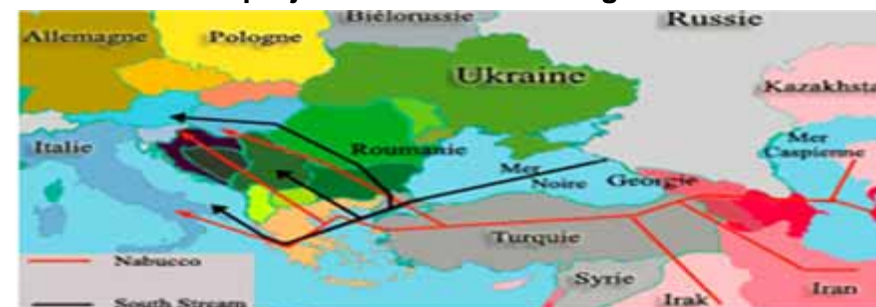 Biélorussie
Russie
Allemagne
Pologne
Ukraine
Kazakhsta
Italie
Roumanie
Mer
Caspienne
Mer
Noire
Georgie
Turquie
Nabucco
Syrie
Iran
Irak
South Stream